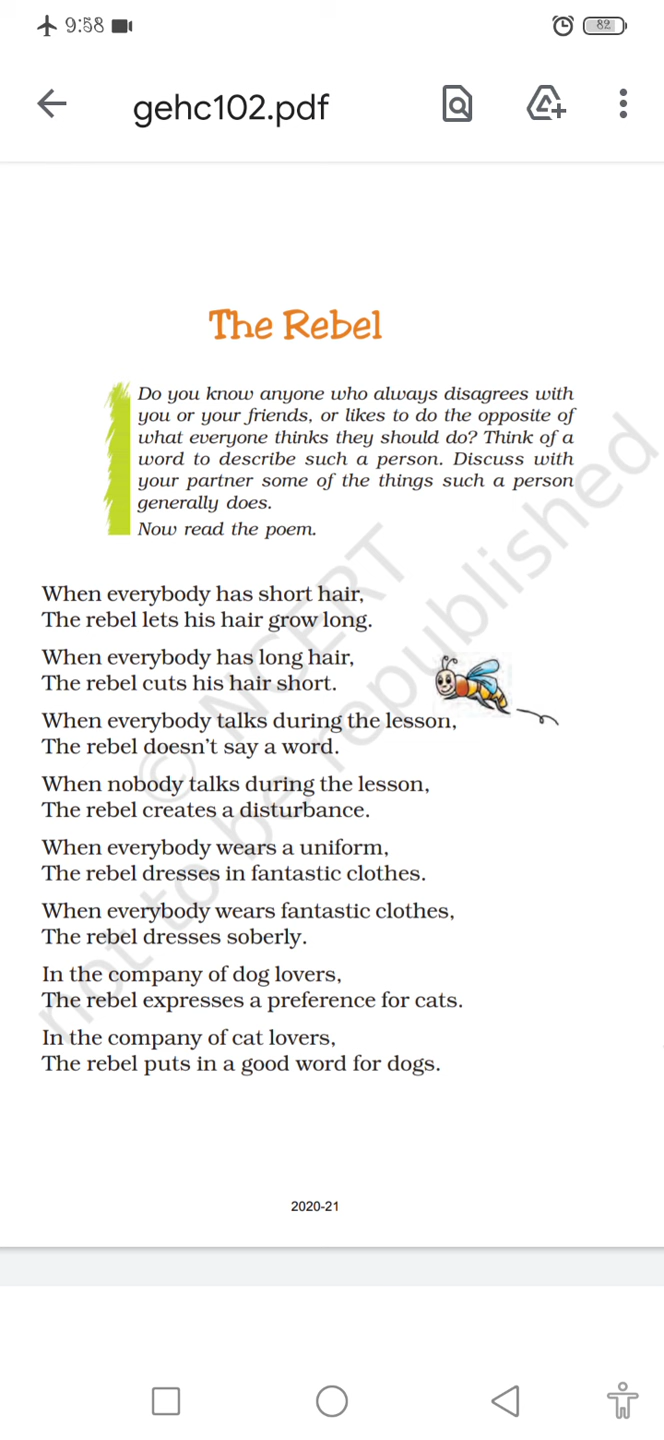 9:58
82
gehc102.pdf
The Rebel
Do you know anyone who always disagrees with
you or your friends, or likes to do the opposite of
what everyone thinks they should do? Think of a
word to describe such a person. Discuss with
your partner some of the things such a person
generally does.
Now read the poem.
When everybody has short hair,
The rebel lets his hair grow long.
When everybody has long hair,
The rebel cuts his hair short.
When everybody talks during the lesson,
The rebel doesn't say a word.
When nobody talks during the lesson,
The rebel creates a disturbance.
When everybody wears a uniform,
The rebel dresses in fantastic clothes.
When everybody wears fantastic clothes,
The rebel dresses soberly.
In the company of dog lovers,
The rebel expresses a preference for cats.
In the company of cat lovers,
The rebel puts in a good word for dogs.
© NCERT
not to be republished
2020-21